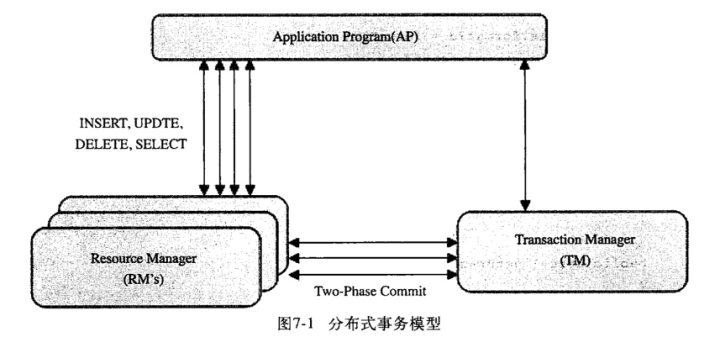 Application Program(AP)
INSERT, UPDTE,
DELETE, SELECT
Resource Manager
(RM's)
Transaction Manager
(TM)
Two-Phase Commit
图7-1 分布式事务模型